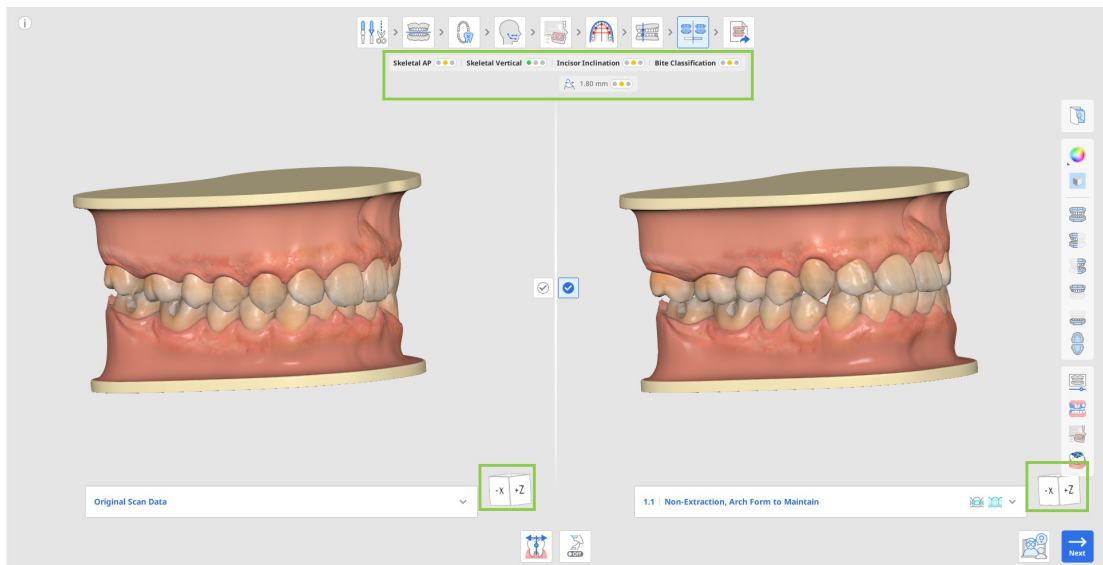 Skeletal AP Skeletal Vertical Incisor Inclination Bite Classification
1.80 mm
-X +Z
-X +Z
Original Scan Data
1.1 Non-Extraction, Arch Form to Maintain
Off
Next